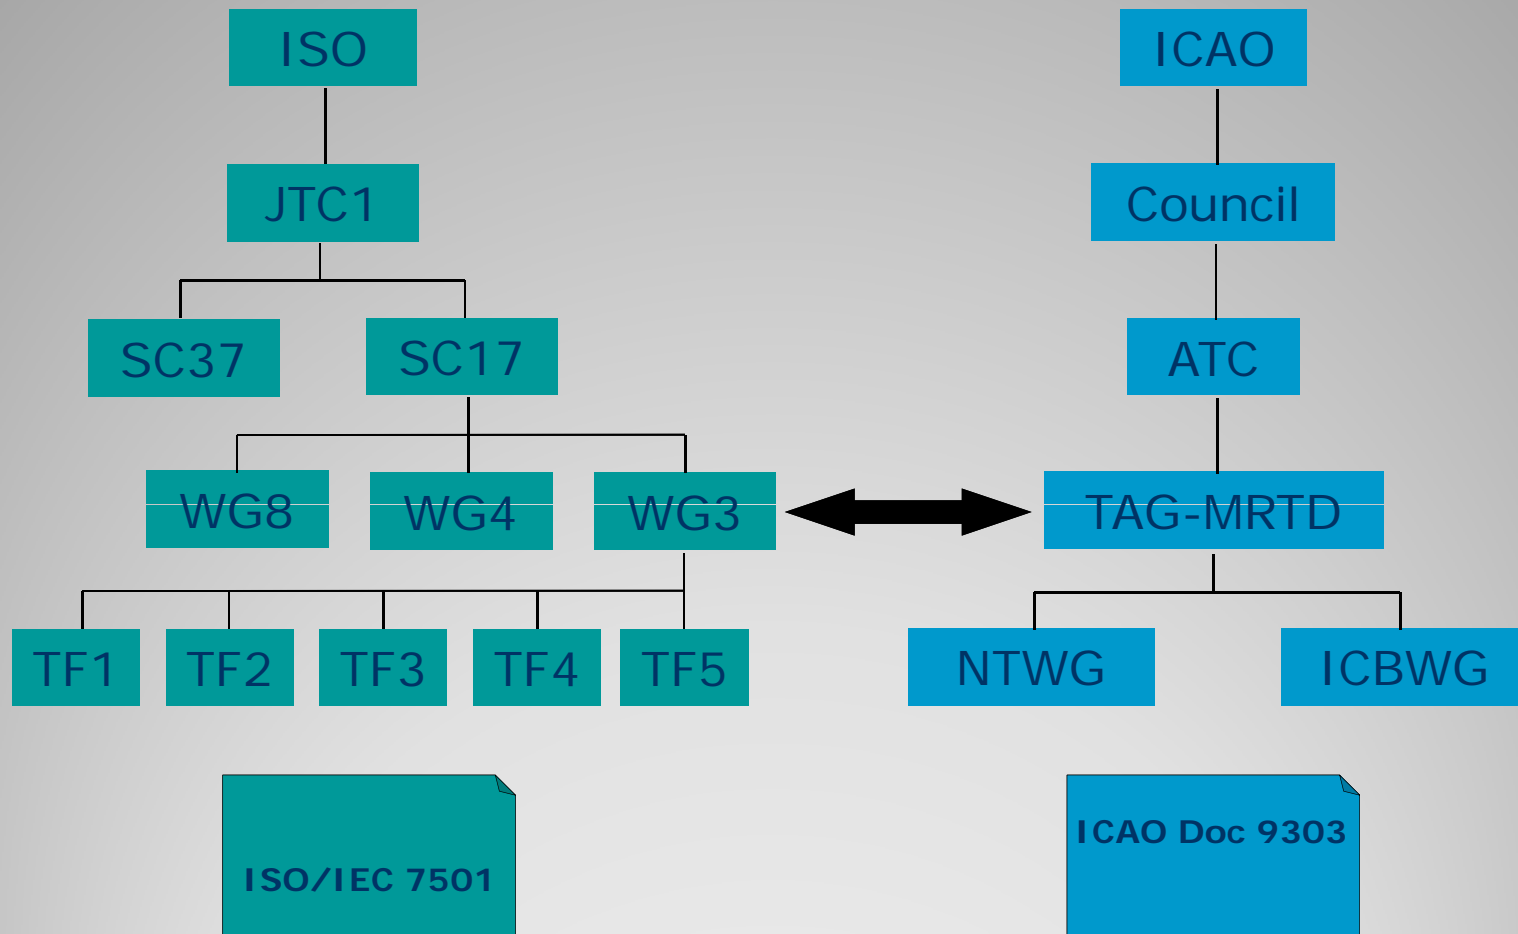 ISO
ICAO
JTC1
Council
SC37
SC17
ATC
WG8
WG4
WG3
TAG-MRTD
TF1
TF2
TF3
TF4
TF5
NTWG
ICBWG
ISO/IEC 7501
ICAO Doc 9303